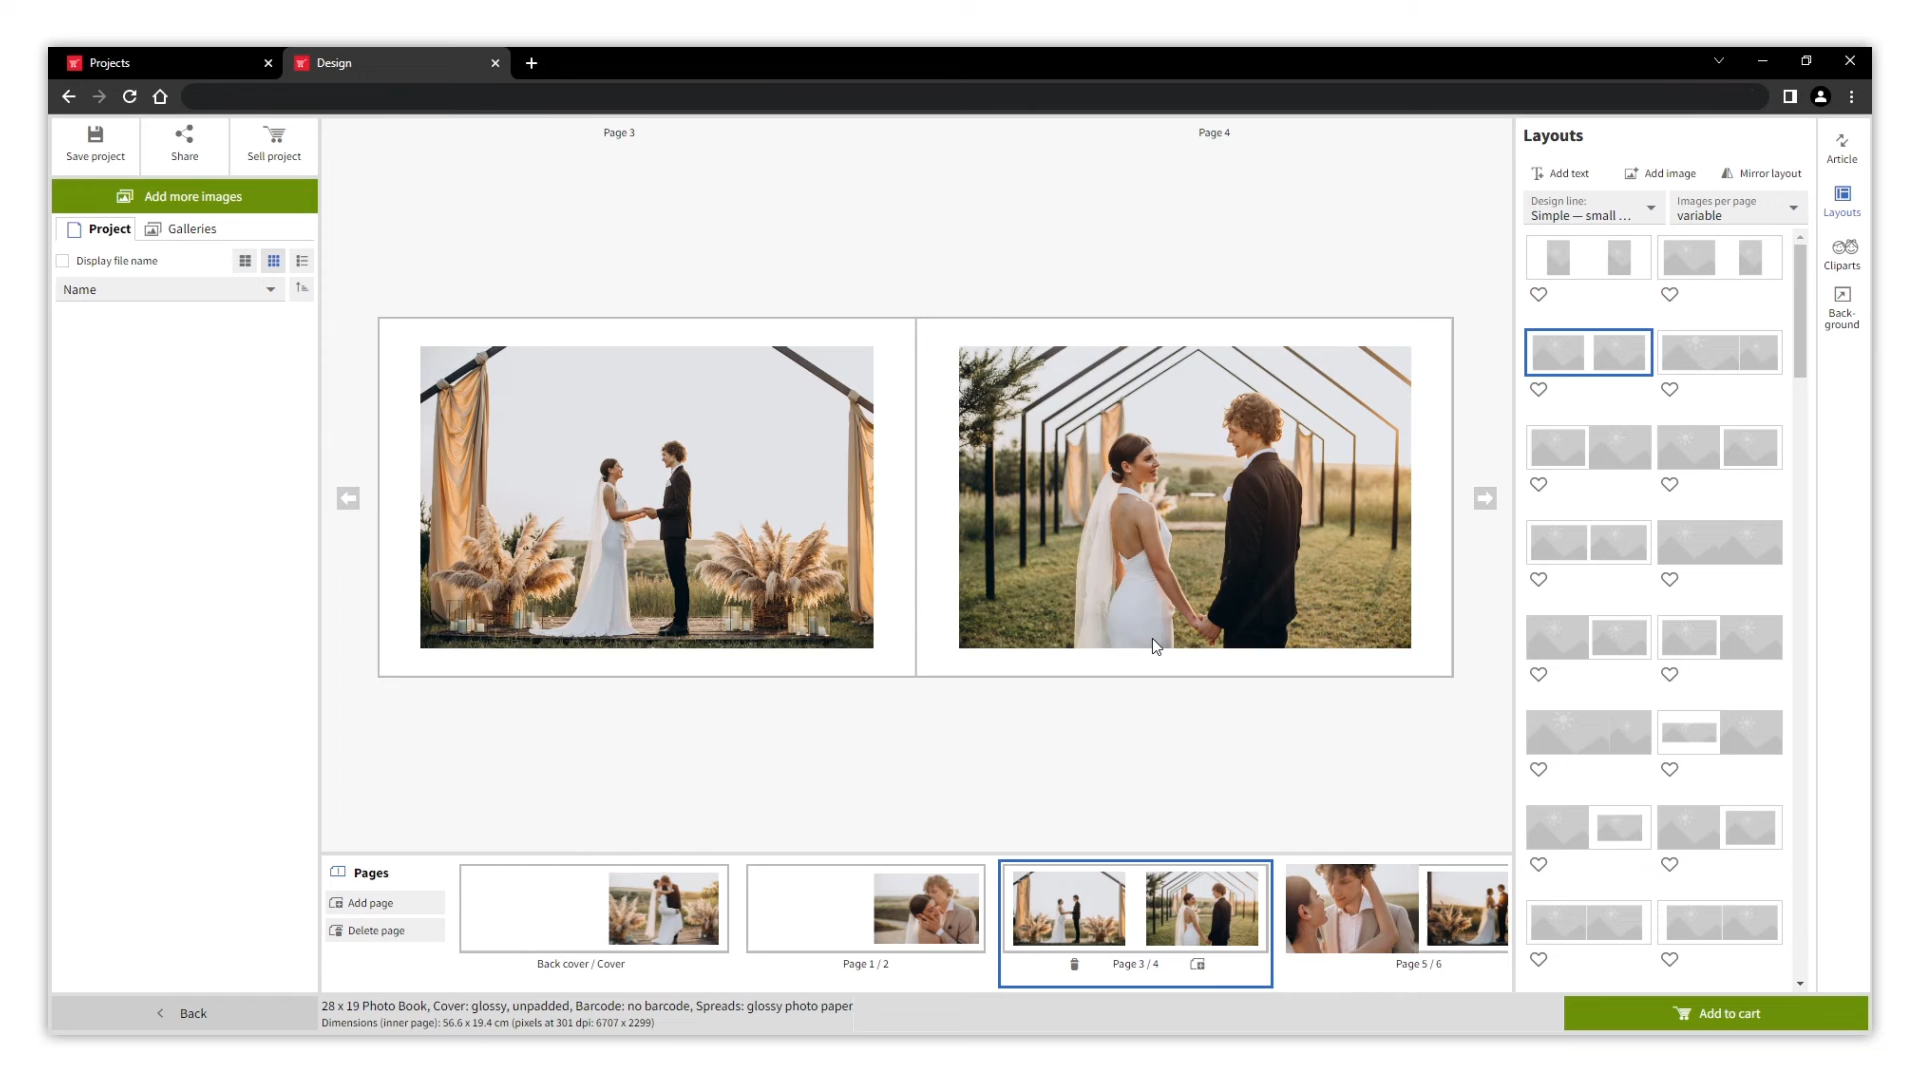 Projects
Design
Save project
Share
Sell project
Add more images
Project
Galleries
Display file name
Name
Page 3
Page 4
Layouts
Add text
Add image
Mirror layout
Design line:
Simple — small ...
Images per page
variable
Article
Layouts
Cliparts
Back-
ground
Pages
Add page
Delete page
Back cover / Cover
Page 1 / 2
Page 3 / 4
Page 5 / 6
Back
28 x 19 Photo Book, Cover: glossy, unpadded, Barcode: no barcode, Spreads: glossy photo paper
Dimensions (inner page): 56.6 x 19.4 cm (pixels at 301 dpi: 6707 x 2299)
Add to cart